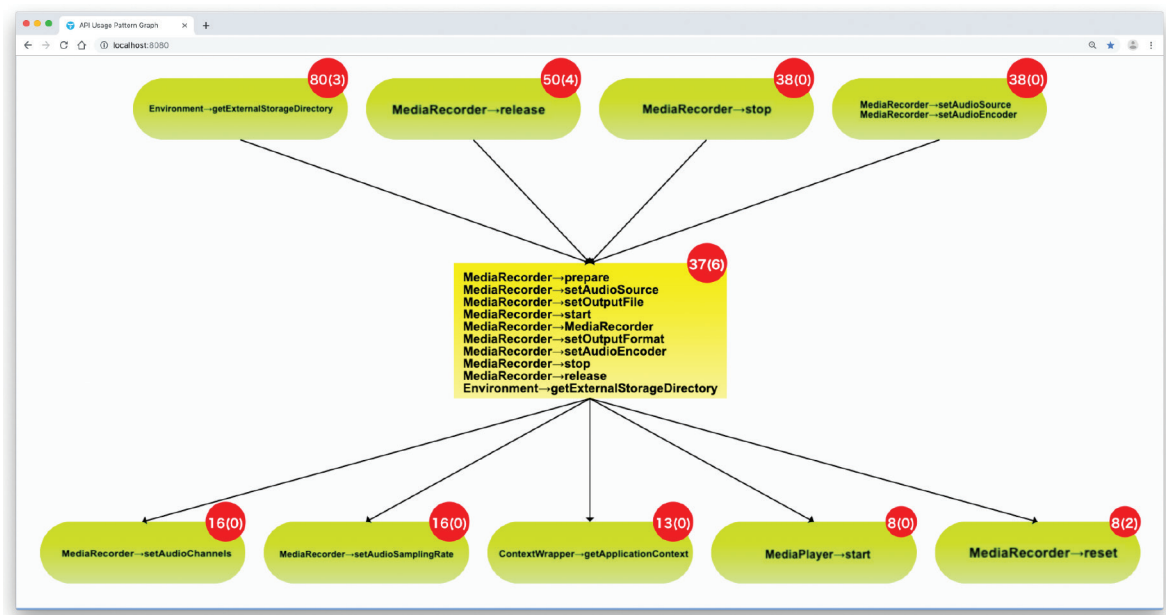 API Usage Pattern Graph
localhost:8080
80(3)
Environment→getExternalStorageDirectory
50(4)
MediaRecorder→release
38(0)
MediaRecorder→stop
38(0)
MediaRecorder→setAudioSource
MediaRecorder→setAudioEncoder
37(6)
MediaRecorder→prepare
MediaRecorder→setAudioSource
MediaRecorder→setOutputFile
MediaRecorder→start
MediaRecorder→MediaRecorder
MediaRecorder→setOutputFormat
MediaRecorder→setAudioEncoder
MediaRecorder→stop
MediaRecorder→release
Environment→getExternalStorageDirectory
16(0)
MediaRecorder→setAudioChannels
16(0)
MediaRecorder→setAudioSamplingRate
13(0)
ContextWrapper→getApplicationContext
8(0)
MediaPlayer→start
8(2)
MediaRecorder→reset